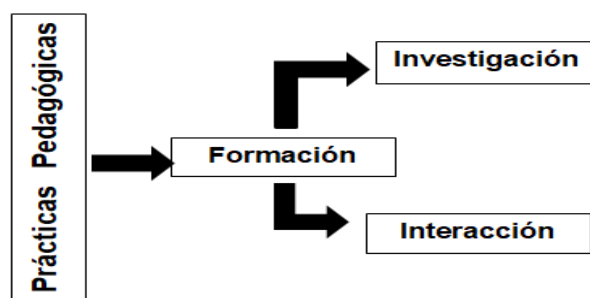 Prácticas Pedagógicas
Investigación
Formación
Interacción